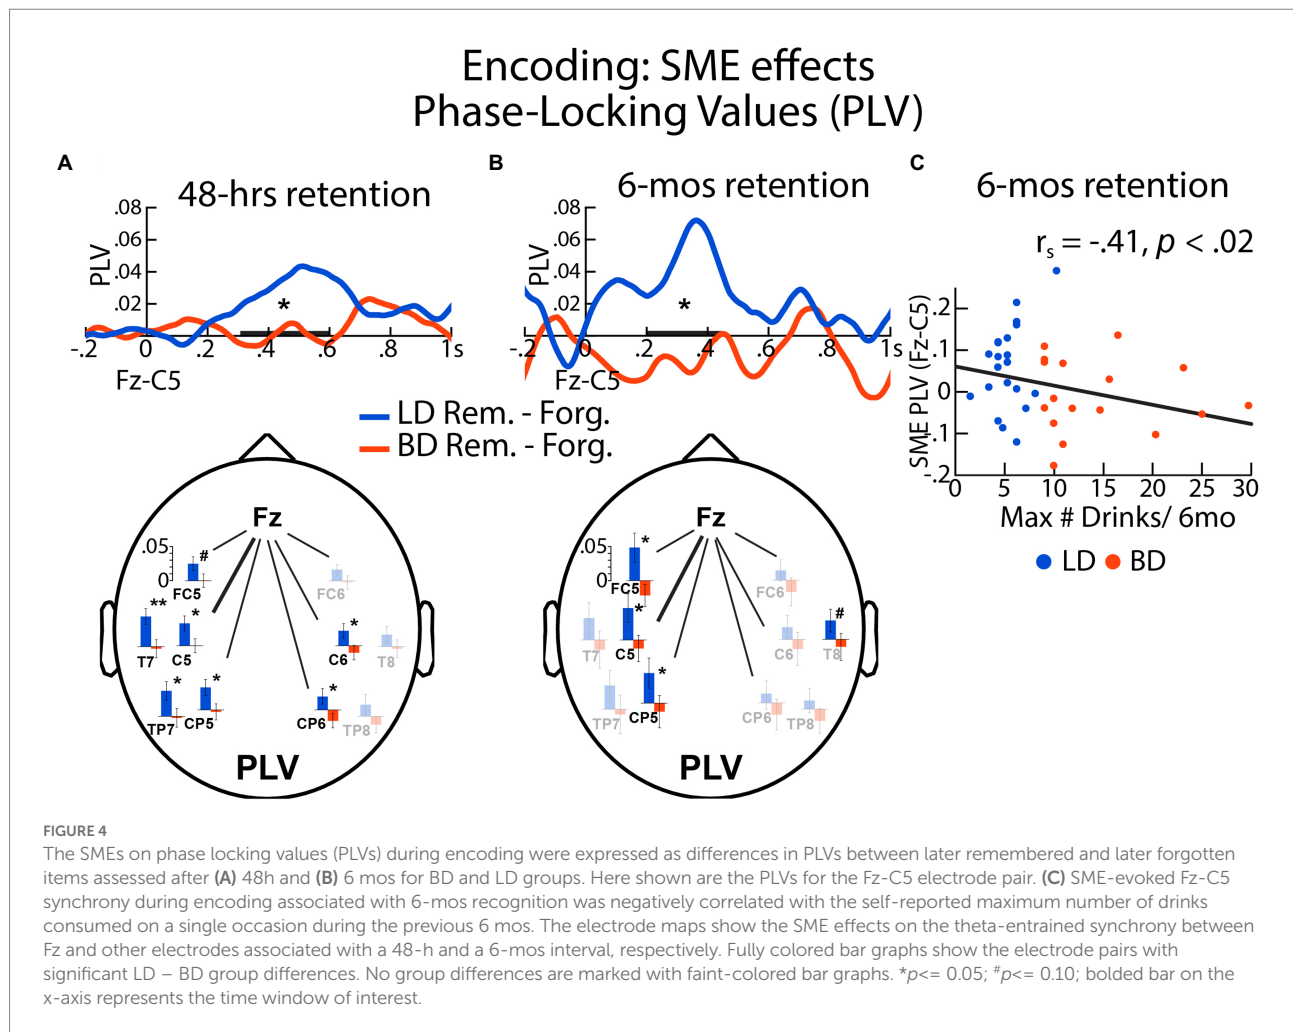 Encoding: SME effects
Phase-Locking Values (PLV)
A
48-hrs retention
PLV
.08
.06
.04
.02
*
-.2 0 .2 .4 .6 .8 1s
Fz-C5
B
6-mos retention
PLV
.08
.06
.04
.02
*
-.2 0 .2 .4 .6 .8 1s
Fz-C5
LD Rem. - Forg.
BD Rem. - Forg.
C
6-mos retention
rs = -.41, p < .02
SME PLV (Fz-C5)
.2
.1
0
-.1
-.2
0 5 10 15 20 25 30
Max # Drinks/ 6mo
LD BD
Fz
.05
0
#
FC5
FC6
**
T7
*
C5
*
C6
T8
*
TP7
*
CP5
*
CP6
TP8
PLV
Fz
.05
0
*
FC5
FC6
T7
*
C5
C6
#
T8
TP7
*
CP5
CP6
TP8
PLV
FIGURE 4
The SMEs on phase locking values (PLVs) during encoding were expressed as differences in PLVs between later remembered and later forgotten
items assessed after (A) 48h and (B) 6 mos for BD and LD groups. Here shown are the PLVs for the Fz-C5 electrode pair. (C) SME-evoked Fz-C5
synchrony during encoding associated with 6-mos recognition was negatively correlated with the self-reported maximum number of drinks
consumed on a single occasion during the previous 6 mos. The electrode maps show the SME effects on the theta-entrained synchrony between
Fz and other electrodes associated with a 48-h and a 6-mos interval, respectively. Fully colored bar graphs show the electrode pairs with
significant LD – BD group differences. No group differences are marked with faint-colored bar graphs. *p<= 0.05; #p<= 0.10; bolded bar on the
x-axis represents the time window of interest.